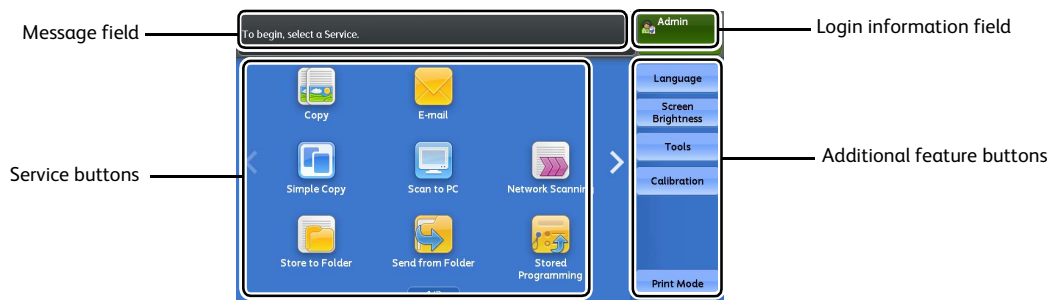 Message field
To begin, select a Service.
Admin
Login information field
Copy
E-mail
Language
Screen
Brightness
Tools
Calibration
Additional feature buttons
Service buttons
Simple Copy
Scan to PC
Network Scanning
Store to Folder
Send from Folder
Stored
Programming
Print Mode